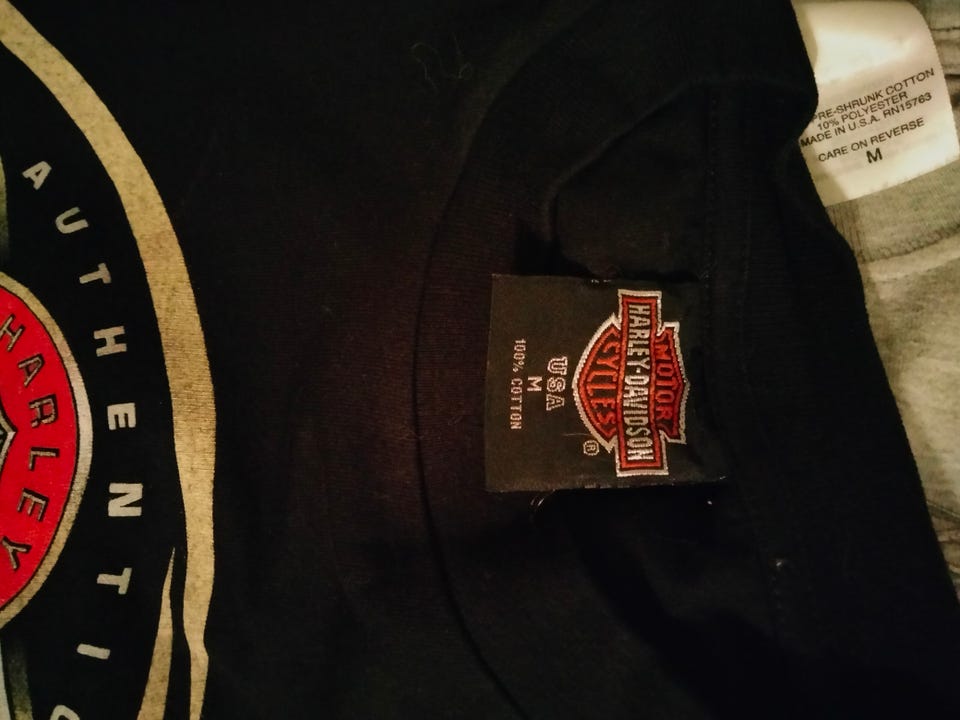 AUTHENTIC
HARLEY
MOTOR
HARLEY-DAVIDSON
CYCLES
®
USA
M
100% COTTON
PRE-SHRUNK COTTON
10% POLYESTER
MADE IN U.S.A. RN15763
CARE ON REVERSE
M